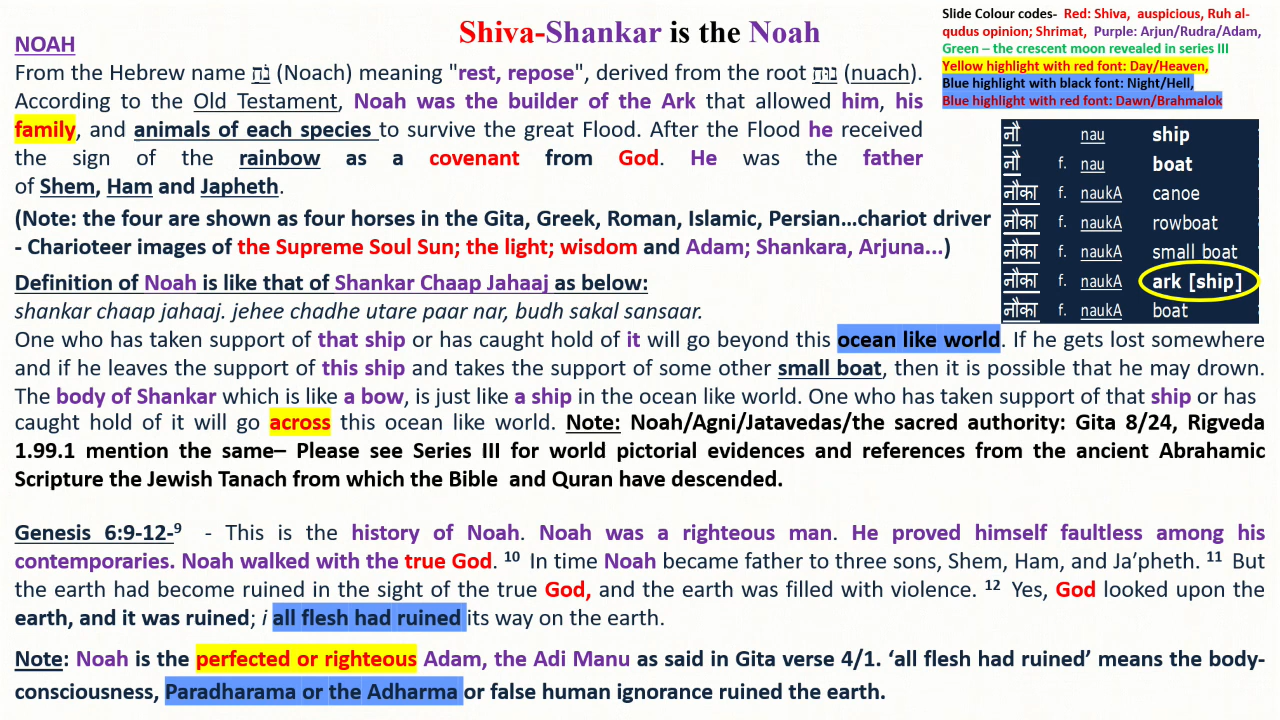 Shiva-Shankar is the Noah
Slide Colour codes- Red: Shiva, auspicious, Ruh al-
qudus opinion; Shrimat, Purple: Arjun/Rudra/Adam,
Green – the crescent moon revealed in series III
Yellow highlight with red font: Day/Heaven,
Blue highlight with black font: Night/Hell,
Blue highlight with red font: Dawn/Brahmalok
NOAH
From the Hebrew name נֹחַ (Noach) meaning "rest, repose", derived from the root נוּחַ (nuach).
According to the Old Testament, Noah was the builder of the Ark that allowed him, his
family, and animals of each species to survive the great Flood. After the Flood he received
the sign of the rainbow as a covenant from God. He was the father
of Shem, Ham and Japheth.
(Note: the four are shown as four horses in the Gita, Greek, Roman, Islamic, Persian…chariot driver
- Charioteer images of the Supreme Soul Sun; the light; wisdom and Adam; Shankara, Arjuna...)
नौ nau ship
नौ f. nau boat
नौका f. naukA canoe
नौका f. naukA rowboat
नौका f. naukA small boat
नौका f. naukA ark [ship]
नौका f. naukA boat
Definition of Noah is like that of Shankar Chaap Jahaaj as below:
shankar chaap jahaaj. jehee chadhe utare paar nar, budh sakal sansaar.
One who has taken support of that ship or has caught hold of it will go beyond this ocean like world. If he gets lost somewhere
and if he leaves the support of this ship and takes the support of some other small boat, then it is possible that he may drown.
The body of Shankar which is like a bow, is just like a ship in the ocean like world. One who has taken support of that ship or has
caught hold of it will go across this ocean like world. Note: Noah/Agni/Jatavedas/the sacred authority: Gita 8/24, Rigveda
1.99.1 mention the same– Please see Series III for world pictorial evidences and references from the ancient Abrahamic
Scripture the Jewish Tanach from which the Bible and Quran have descended.
Genesis 6:9-12-⁹ - This is the history of Noah. Noah was a righteous man. He proved himself faultless among his
contemporaries. Noah walked with the true God. ¹⁰ In time Noah became father to three sons, Shem, Ham, and Ja’pheth. ¹¹ But
the earth had become ruined in the sight of the true God, and the earth was filled with violence. ¹² Yes, God looked upon the
earth, and it was ruined; i all flesh had ruined its way on the earth.
Note: Noah is the perfected or righteous Adam, the Adi Manu as said in Gita verse 4/1. ‘all flesh had ruined’ means the body-
consciousness, Paradharama or the Adharma or false human ignorance ruined the earth.